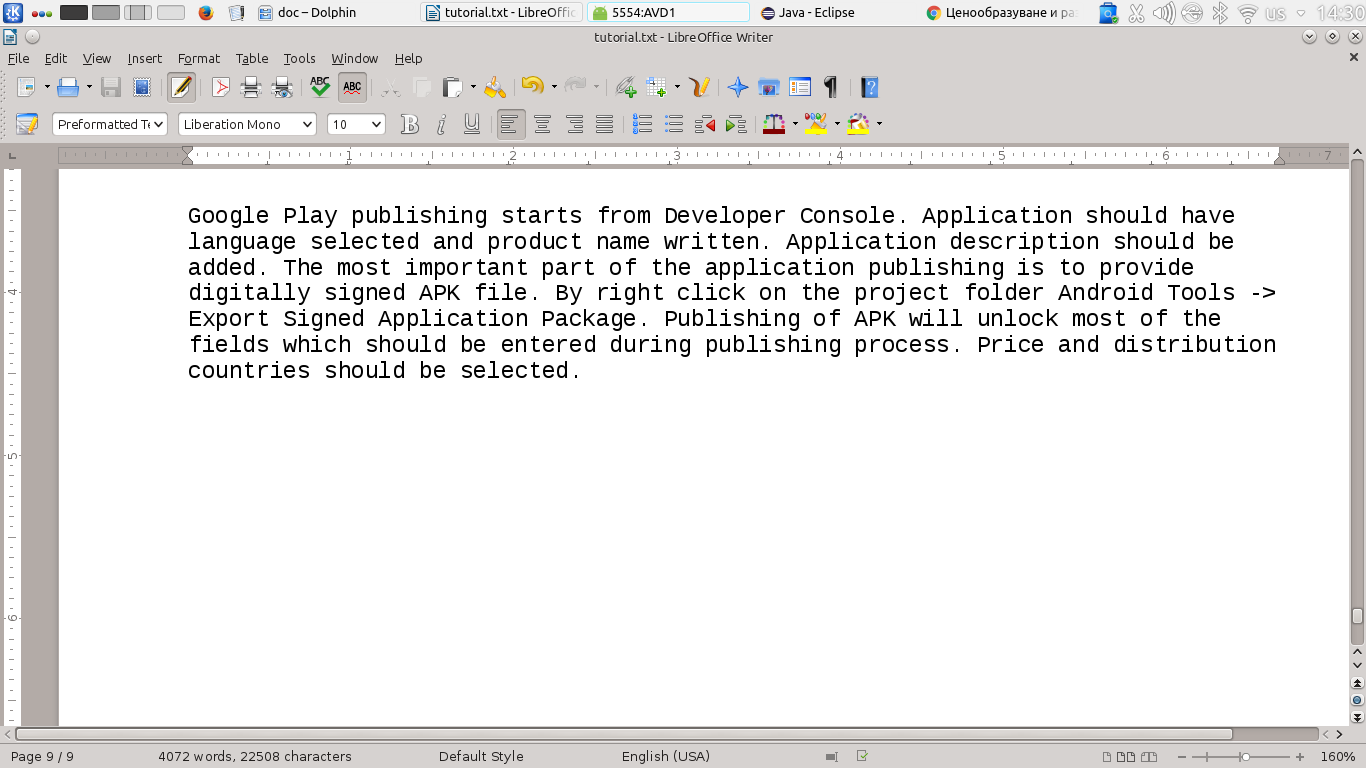 doc – Dolphin
tutorial.txt - LibreOffic
5554:AVD1
Java - Eclipse
Ценообразуване и ра
us
14:30
tutorial.txt - LibreOffice Writer
File Edit View Insert Format Table Tools Window Help
ABC ABC
Preformatted Te Liberation Mono 10 B i U
1 2 3 4 5 6 7
Google Play publishing starts from Developer Console. Application should have
language selected and product name written. Application description should be
added. The most important part of the application publishing is to provide
digitally signed APK file. By right click on the project folder Android Tools ->
Export Signed Application Package. Publishing of APK will unlock most of the
fields which should be entered during publishing process. Price and distribution
countries should be selected.
4
5
6
Page 9 / 9 4072 words, 22508 characters Default Style English (USA) 160%